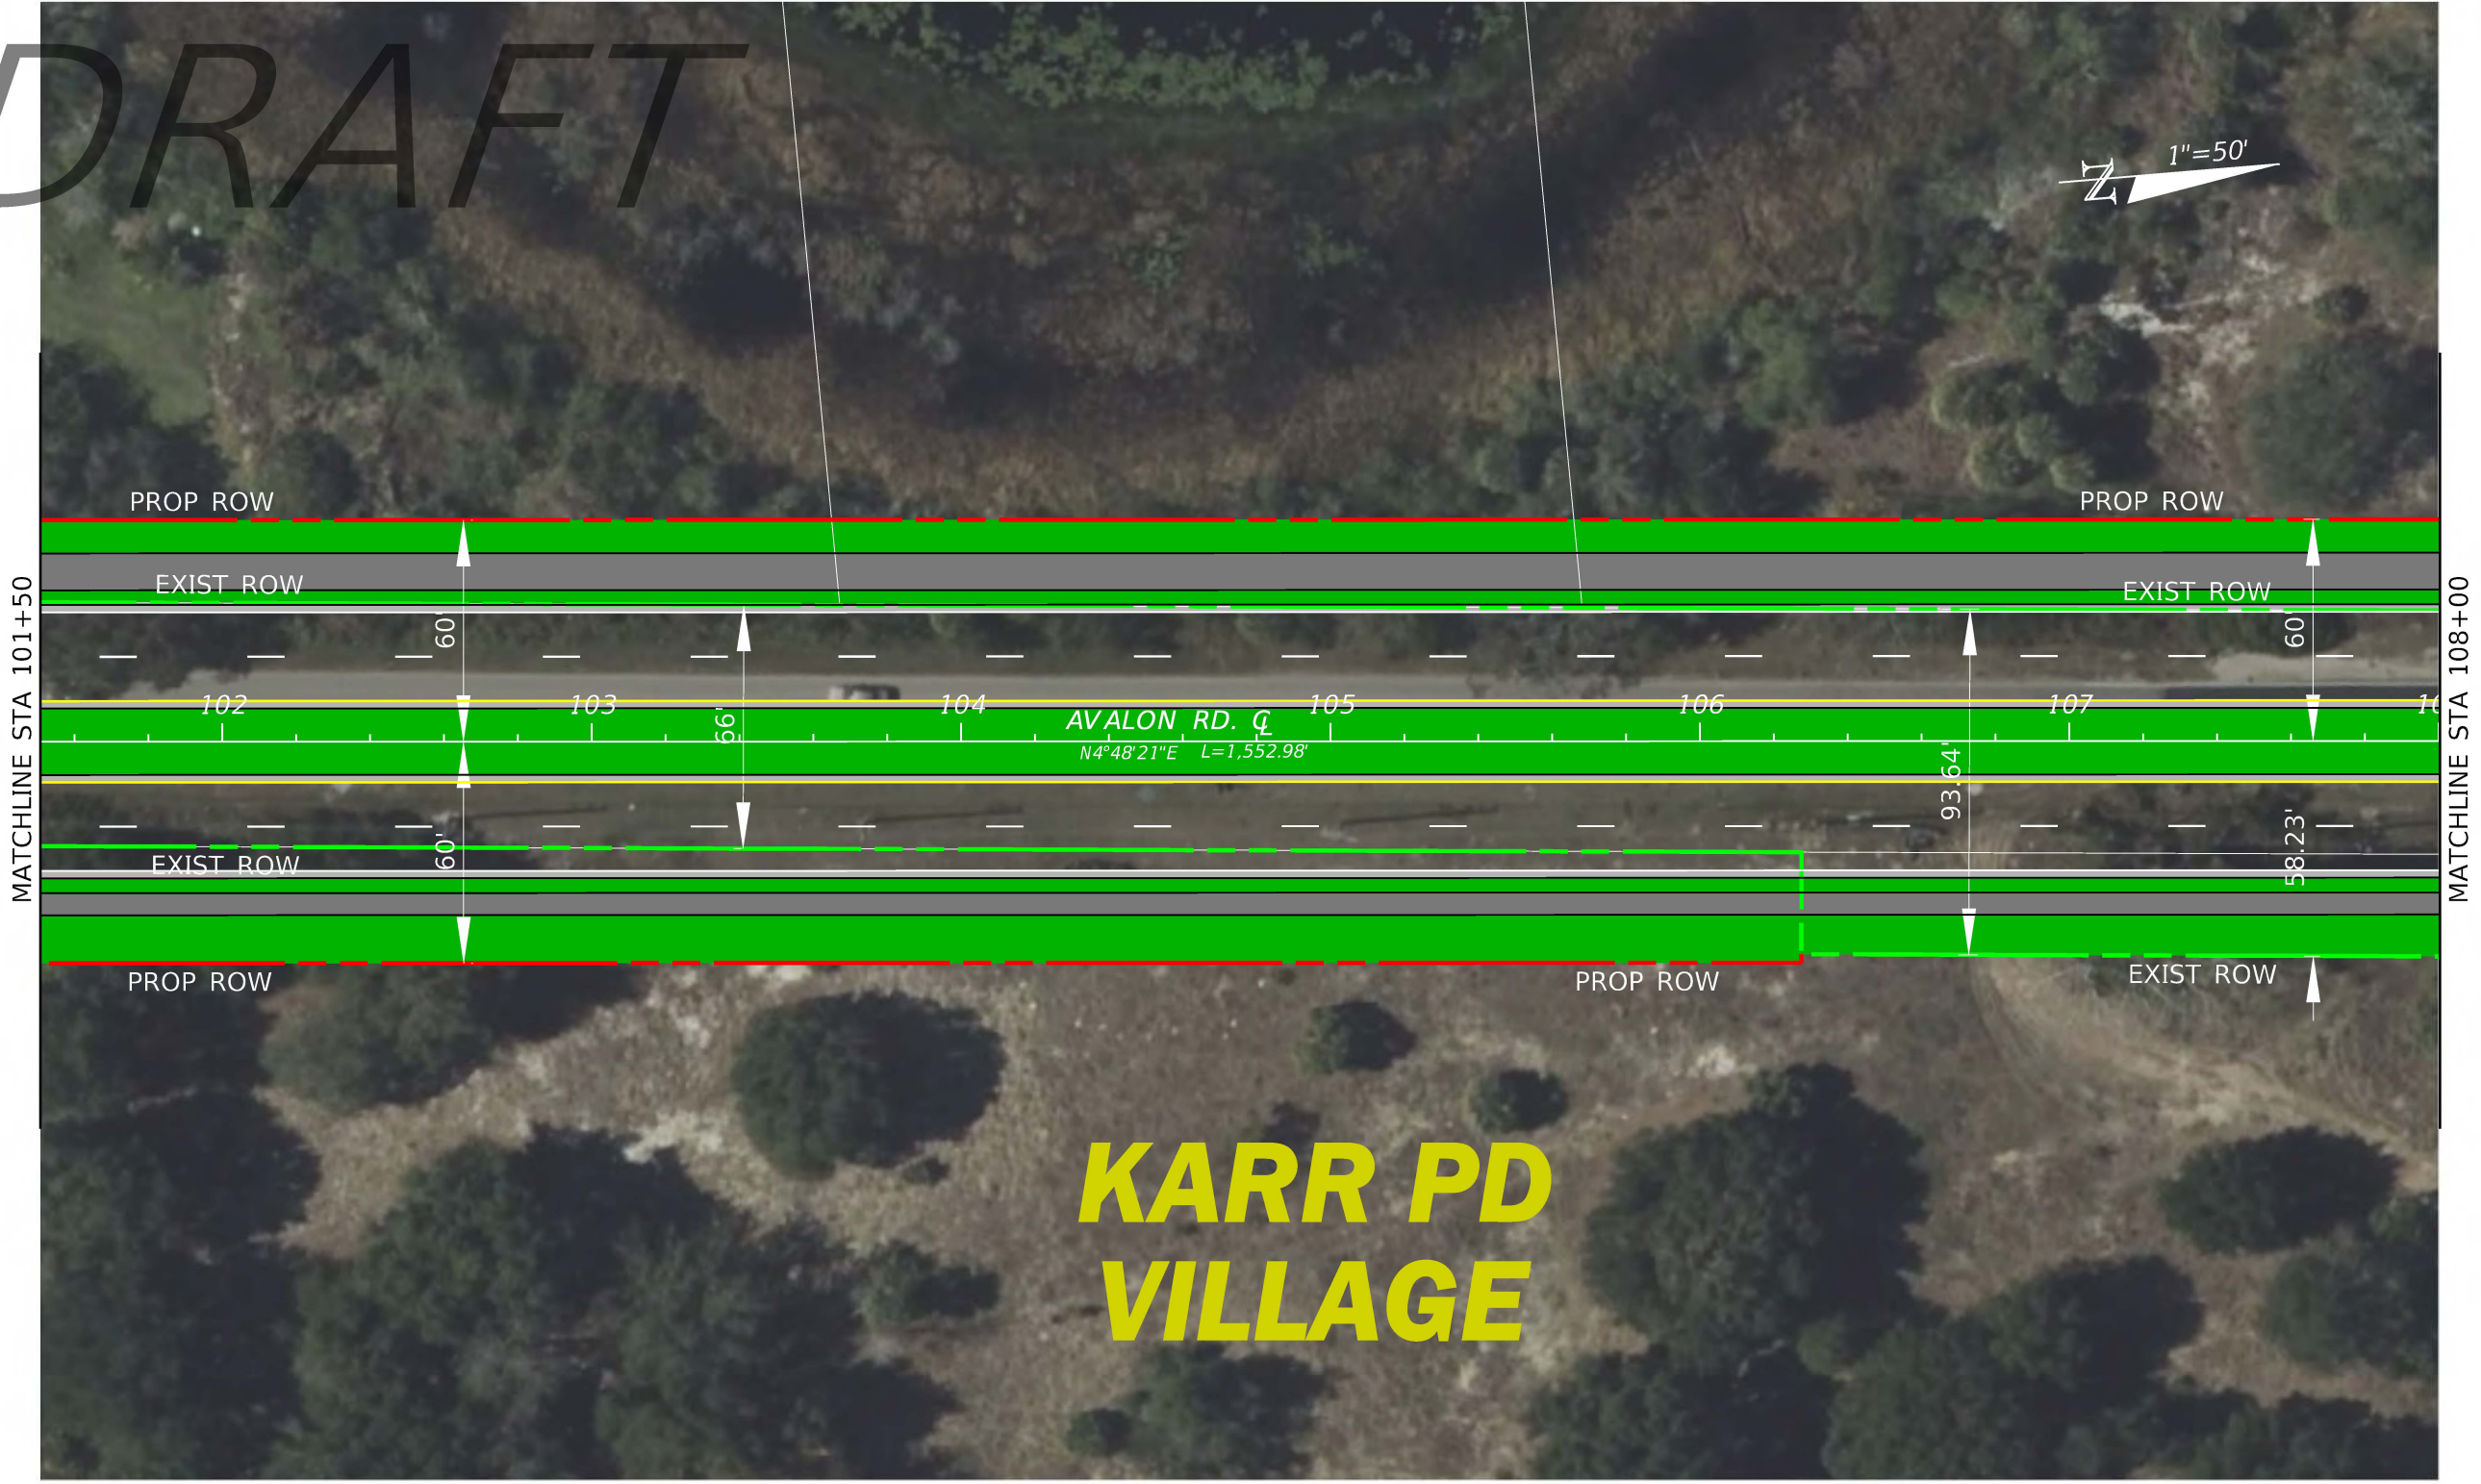 DRAFT
1"=50'
N
PROP ROW
PROP ROW
EXIST ROW
EXIST ROW
MATCHLINE STA 101+50
MATCHLINE STA 108+00
60'
60'
102
103
104
105
106
107
10
66'
AVALON RD. ℄
N4°48'21"E L=1,552.98'
93.64'
58.23'
60'
EXIST ROW
PROP ROW
PROP ROW
EXIST ROW
KARR PD
VILLAGE